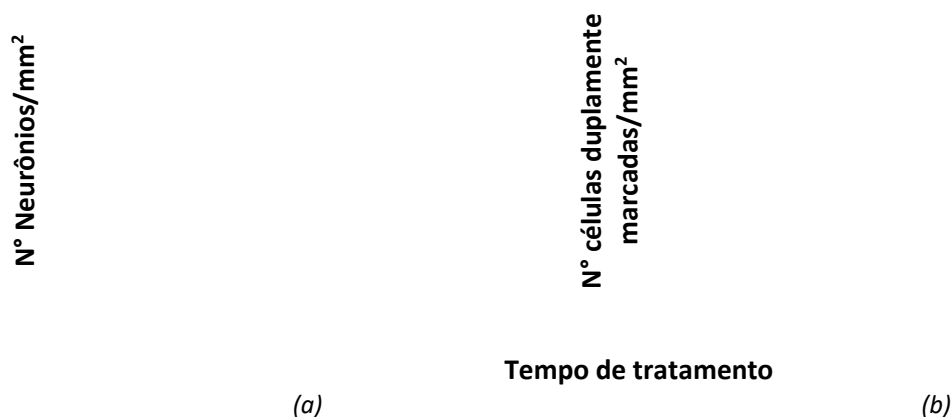 N° Neurônios/mm²
N° células duplamente
marcadas/mm²
Tempo de tratamento
(a)
(b)